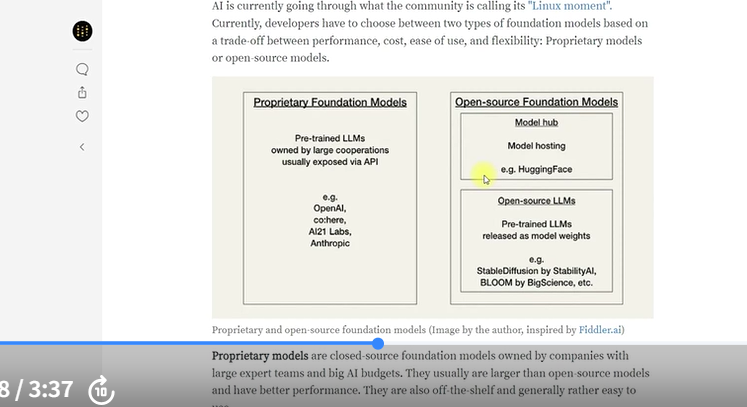 AI is currently going through what the community is calling its "Linux moment".
Currently, developers have to choose between two types of foundation models based on
a trade-off between performance, cost, ease of use, and flexibility: Proprietary models
or open-source models.
Proprietary Foundation Models
Pre-trained LLMs
owned by large cooperations
usually exposed via API
e.g.
OpenAI,
co:here,
AI21 Labs,
Anthropic
Open-source Foundation Models
Model hub
Model hosting
e.g. HuggingFace
Open-source LLMs
Pre-trained LLMs
released as model weights
e.g.
StableDiffusion by StabilityAI,
BLOOM by BigScience, etc.
Proprietary and open-source foundation models (Image by the author, inspired by Fiddler.ai)
Proprietary models are closed-source foundation models owned by companies with
large expert teams and big AI budgets. They usually are larger than open-source models
and have better performance. They are also off-the-shelf and generally rather easy to
8 / 3:37
10